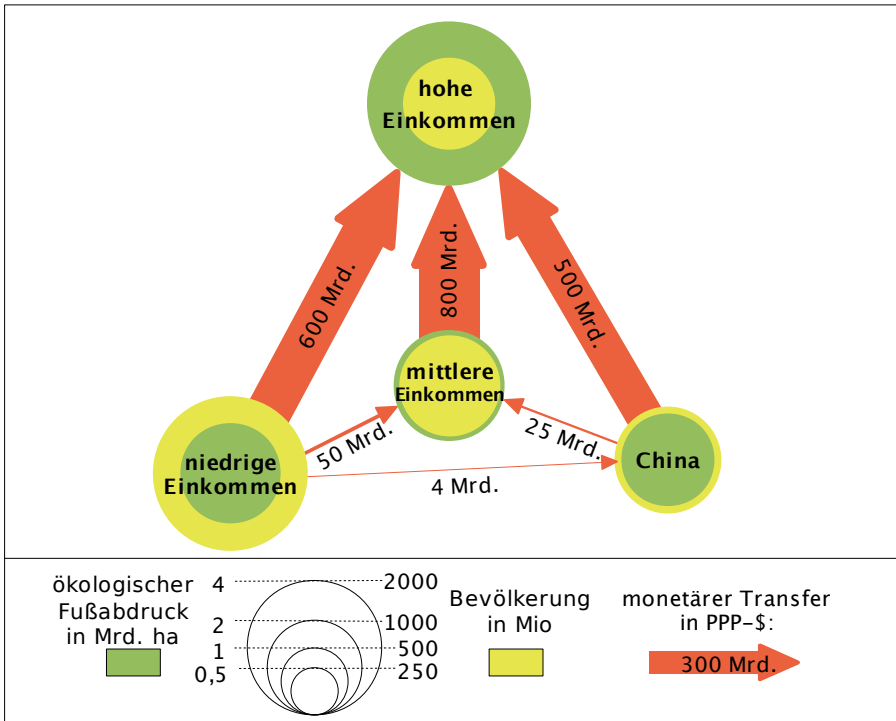 hohe
Einkommen
600 Mrd.
800 Mrd.
500 Mrd.
mittlere
Einkommen
niedrige
Einkommen
50 Mrd.
25 Mrd.
China
4 Mrd.
ökologischer
Fußabdruck
in Mrd. ha
4
2
1
0,5
2000
1000
500
250
Bevölkerung
in Mio
monetärer Transfer
in PPP-$:
300 Mrd.